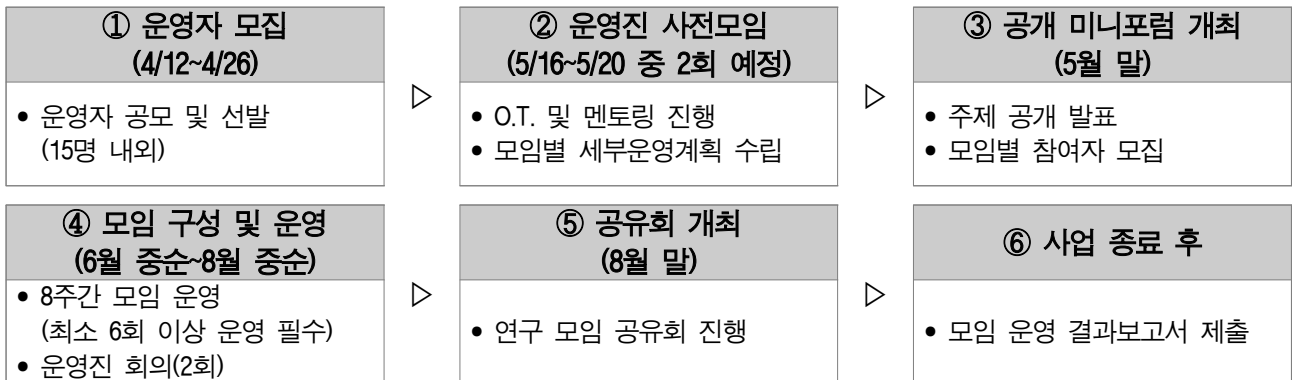 ① 운영자 모집
(4/12~4/26)
• 운영자 공모 및 선발
(15명 내외)
▷
② 운영진 사전모임
(5/16~5/20 중 2회 예정)
• O.T. 및 멘토링 진행
• 모임별 세부운영계획 수립
▷
③ 공개 미니포럼 개최
(5월 말)
• 주제 공개 발표
• 모임별 참여자 모집
④ 모임 구성 및 운영
(6월 중순~8월 중순)
• 8주간 모임 운영
(최소 6회 이상 운영 필수)
• 운영진 회의(2회)
▷
⑤ 공유회 개최
(8월 말)
• 연구 모임 공유회 진행
▷
⑥ 사업 종료 후
• 모임 운영 결과보고서 제출